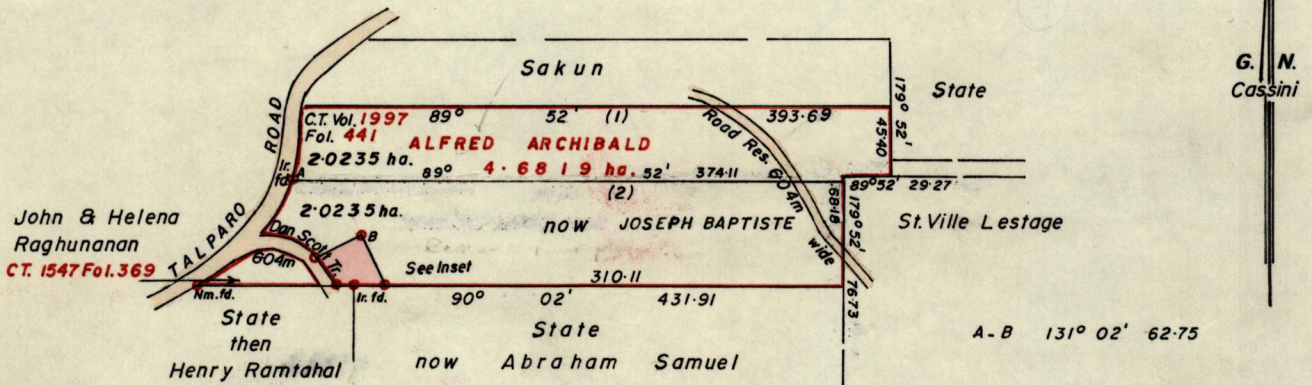 Sakun
State
G. N.
Cassini
179° 52'
45.40
C.T. Vol. 1997
Fol. 441
89° 52' (1) 393.69
ALFRED ARCHIBALD
4.6819 ha.
2.0235 ha.
Road Res. 6.04m wide
TALPARO ROAD
Ir. fd.
A
89° 52' 374.11
(2)
89° 52' 29.27
68.18
179° 52'
2.0235 ha.
now JOSEPH BAPTISTE
St. Ville Lestage
John & Helena
Raghunanan
CT. 1547 Fol. 369
Dan Scott Tr.
6.04m
B
See Inset
310.11
Nm. fd.
Ir. fd.
90° 02' 431.91
76.73
State
then
Henry Ramtahal
State
now Abraham Samuel
A-B 131° 02' 62.75